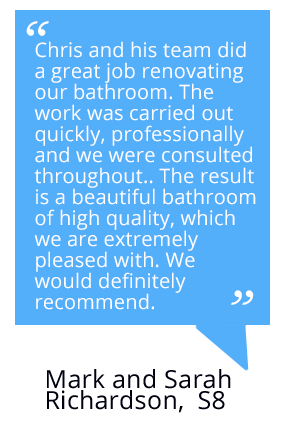 “
Chris and his team did
a great job renovating
our bathroom. The
work was carried out
quickly, professionally
and we were consulted
throughout.. The result
is a beautiful bathroom
of high quality, which
we are extremely
pleased with. We
would definitely
recommend. ”
Mark and Sarah
Richardson, S8